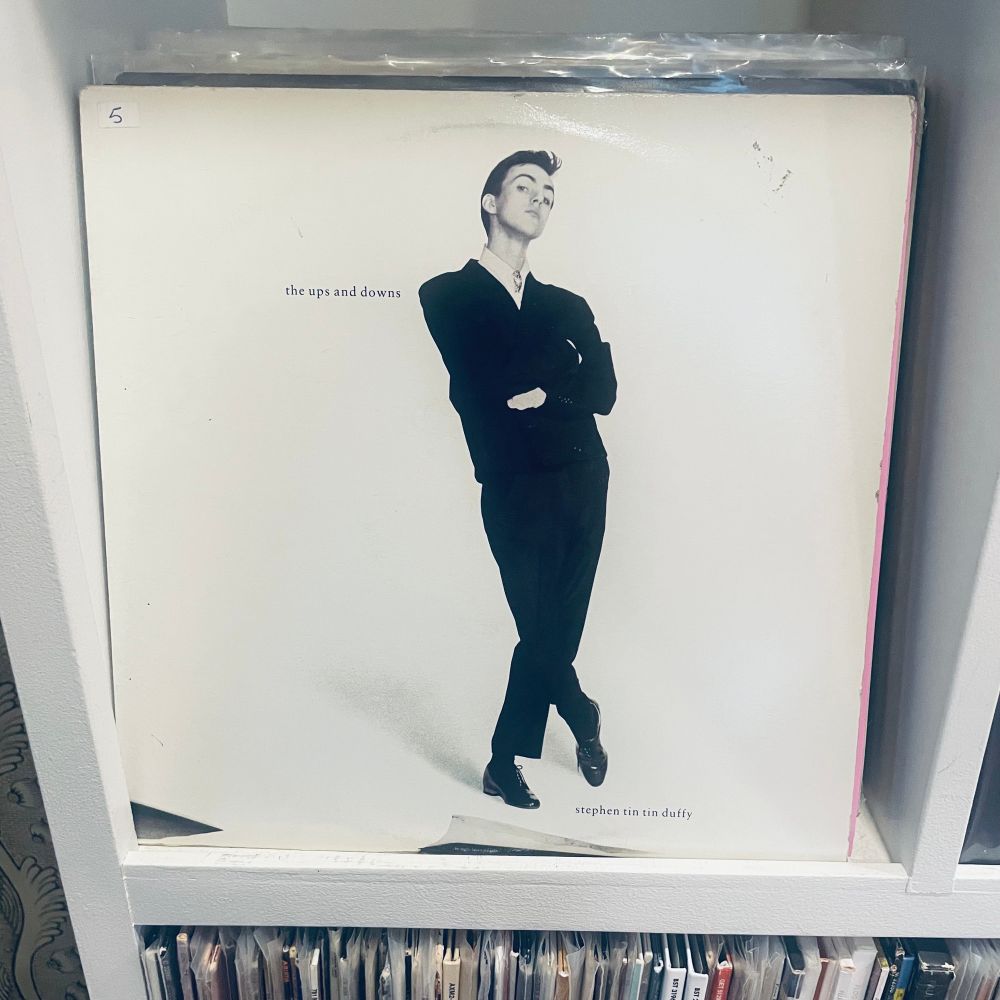 5
the ups and downs
stephen tin tin duffy